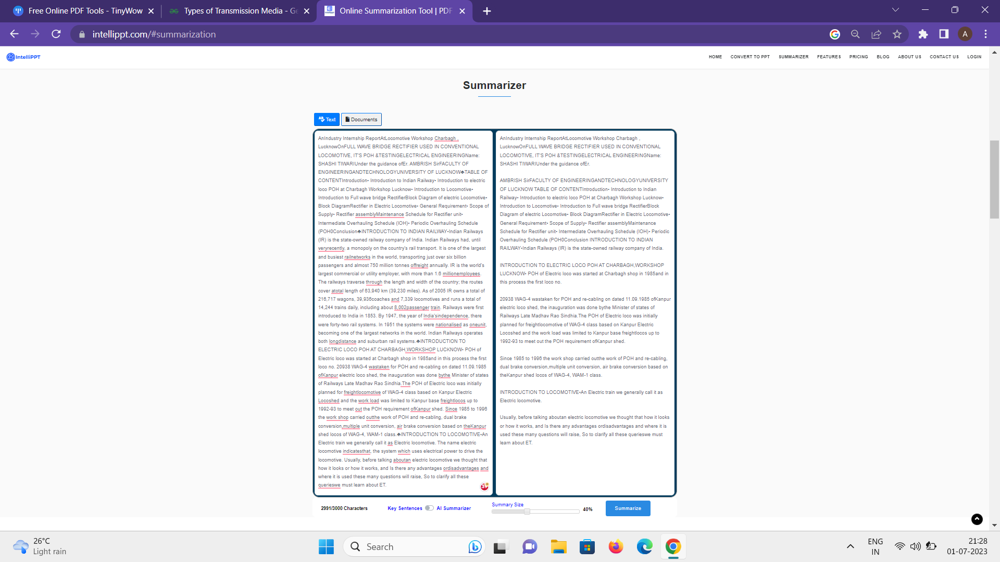 Free Online PDF Tools - TinyWow
Types of Transmission Media - Ge
Online Summarization Tool | PDF
intellippt.com/#summarization
A
IntelliPPT
HOME CONVERT TO PPT SUMMARIZER FEATURES PRICING BLOG ABOUT US CONTACT US LOGIN
Summarizer
Text Documents
AnIndustry Internship ReportAtLocomotive Workshop Charbagh ,
LucknowOnFULL WAVE BRIDGE RECTIFIER USED IN CONVENTIONAL
LOCOMOTIVE, IT'S POH &TESTINGELECTRICAL ENGINEERINGName:
SHASHI TIWARIUnder the guidance ofEr. AMBRISH SirFACULTY OF
ENGINEERINGANDTECHNOLOGYUNIVERSITY OF LUCKNOW♠TABLE OF
CONTENTIntroduction• Introduction to Indian Railway• Introduction to electric
loco POH at Charbagh Workshop Lucknow• Introduction to Locomotive•
Introduction to Full wave bridge RectifierBlock Diagram of electric Locomotive•
Block DiagramRectifier in Electric Locomotive• General Requirement• Scope of
Supply• Rectifier assemblyMaintenance Schedule for Rectifier unit•
Intermediate Overhauling Schedule (IOH)• Periodic Overhauling Schedule
(POH0Conclusion♠INTRODUCTION TO INDIAN RAILWAY•Indian Railways
(IR) is the state-owned railway company of India. Indian Railways had, until
veryrecently, a monopoly on the country's rail transport. It is one of the largest
and busiest railnetworks in the world, transporting just over six billion
passengers and almost 750 million tonnes offreight annually. IR is the world's
largest commercial or utility employer, with more than 1.6 millionemployees.
The railways traverse through the length and width of the country; the routes
cover atotal length of 63,940 km (39,230 miles). As of 2005 IR owns a total of
216,717 wagons, 39,936coaches and 7,339 locomotives and runs a total of
14,244 trains daily, including about 8,002passenger train. Railways were first
introduced to India in 1853. By 1947, the year of India'sindependence, there
were forty-two rail systems. In 1951 the systems were nationalised as oneunit,
becoming one of the largest networks in the world. Indian Railways operates
both longdistance and suburban rail systems.♠INTRODUCTION TO
ELECTRIC LOCO POH AT CHARBAGH,WORKSHOP LUCKNOW• POH of
Electric loco was started at Charbagh shop in 1985and in this process the first
loco no. 20938 WAG-4 wastaken for POH and re-cabling on dated 11.09.1985
ofKanpur electric loco shed, the inauguration was done bythe Minister of states
of Railways Late Madhav Rao Sindhia.The POH of Electric loco was initially
planned for freightlocomotive of WAG-4 class based on Kanpur Electric
Locoshed and the work load was limited to Kanpur base freightlocos up to
1992-93 to meet out the POH requirement ofKanpur shed. Since 1985 to 1996
the work shop carried outthe work of POH and re-cabling, dual brake
conversion,multiple unit conversion, air brake conversion based on theKanpur
shed locos of WAG-4, WAM-1 class.♠INTRODUCTION TO LOCOMOTIVE•An
Electric train we generally call it as Electric locomotive. The name electric
locomotive indicatesthat, the system which uses electrical power to drive the
locomotive. Usually, before talking aboutan electric locomotive we thought that
how it looks or how it works, and Is there any advantages ordisadvantages and
where it is used these many questions will raise, So to clarify all these
querieswe must learn about ET.
AnIndustry Internship ReportAtLocomotive Workshop Charbagh ,
LucknowOnFULL WAVE BRIDGE RECTIFIER USED IN CONVENTIONAL
LOCOMOTIVE, IT'S POH &TESTINGELECTRICAL ENGINEERINGName:
SHASHI TIWARIUnder the guidance ofEr.
AMBRISH SirFACULTY OF ENGINEERINGANDTECHNOLOGYUNIVERSITY
OF LUCKNOW TABLE OF CONTENTIntroduction• Introduction to Indian
Railway• Introduction to electric loco POH at Charbagh Workshop Lucknow•
Introduction to Locomotive• Introduction to Full wave bridge RectifierBlock
Diagram of electric Locomotive• Block DiagramRectifier in Electric Locomotive•
General Requirement• Scope of Supply• Rectifier assemblyMaintenance
Schedule for Rectifier unit• Intermediate Overhauling Schedule (IOH)• Periodic
Overhauling Schedule (POH0Conclusion INTRODUCTION TO INDIAN
RAILWAY•Indian Railways (IR) is the state-owned railway company of India.
INTRODUCTION TO ELECTRIC LOCO POH AT CHARBAGH,WORKSHOP
LUCKNOW• POH of Electric loco was started at Charbagh shop in 1985and in
this process the first loco no.
20938 WAG-4 wastaken for POH and re-cabling on dated 11.09.1985 ofKanpur
electric loco shed, the inauguration was done bythe Minister of states of
Railways Late Madhav Rao Sindhia.The POH of Electric loco was initially
planned for freightlocomotive of WAG-4 class based on Kanpur Electric
Locoshed and the work load was limited to Kanpur base freightlocos up to
1992-93 to meet out the POH requirement ofKanpur shed.
Since 1985 to 1996 the work shop carried outthe work of POH and re-cabling,
dual brake conversion,multiple unit conversion, air brake conversion based on
theKanpur shed locos of WAG-4, WAM-1 class.
INTRODUCTION TO LOCOMOTIVE•An Electric train we generally call it as
Electric locomotive.
Usually, before talking aboutan electric locomotive we thought that how it looks
or how it works, and Is there any advantages ordisadvantages and where it is
used these many questions will raise, So to clarify all these querieswe must
learn about ET.
2991/3000 Characters Key Sentences AI Summarizer Summary Size 40% Summarize
26°C
Light rain
Search
ENG
IN
21:28
01-07-2023